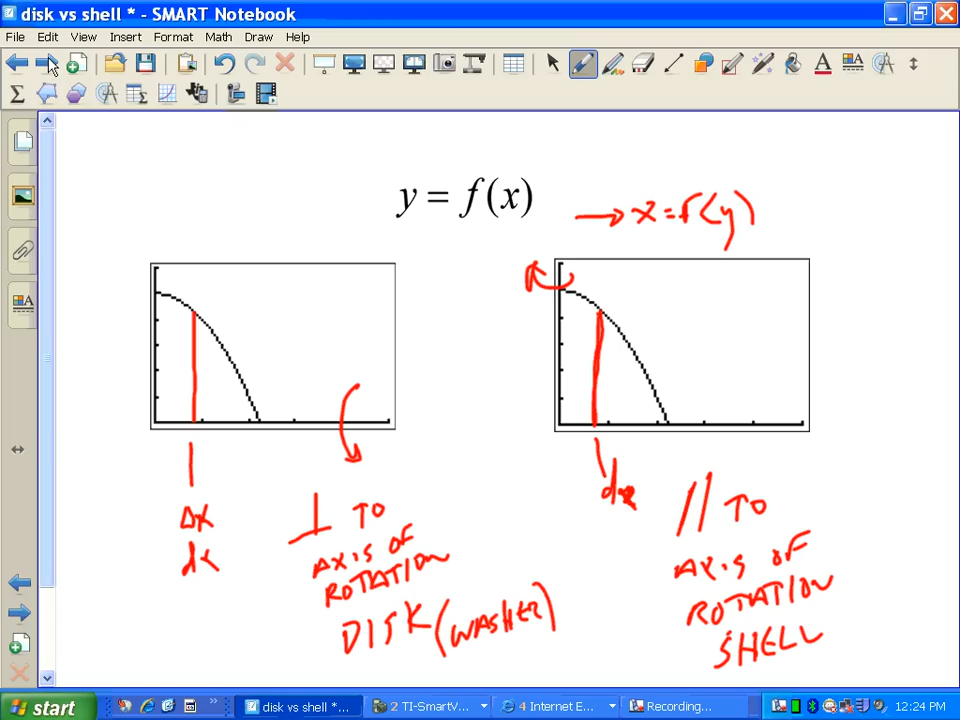 disk vs shell * - SMART Notebook
File Edit View Insert Format Math Draw Help
y = f(x)
→ x = f(y)
Δx
dx
⊥ TO
AXIS OF
ROTATION
DISK (WASHER)
dx
// TO
AXIS OF
ROTATION
SHELL
start
disk vs shell *...
2 TI-SmartV...
4 Internet E...
Recording...
12:24 PM